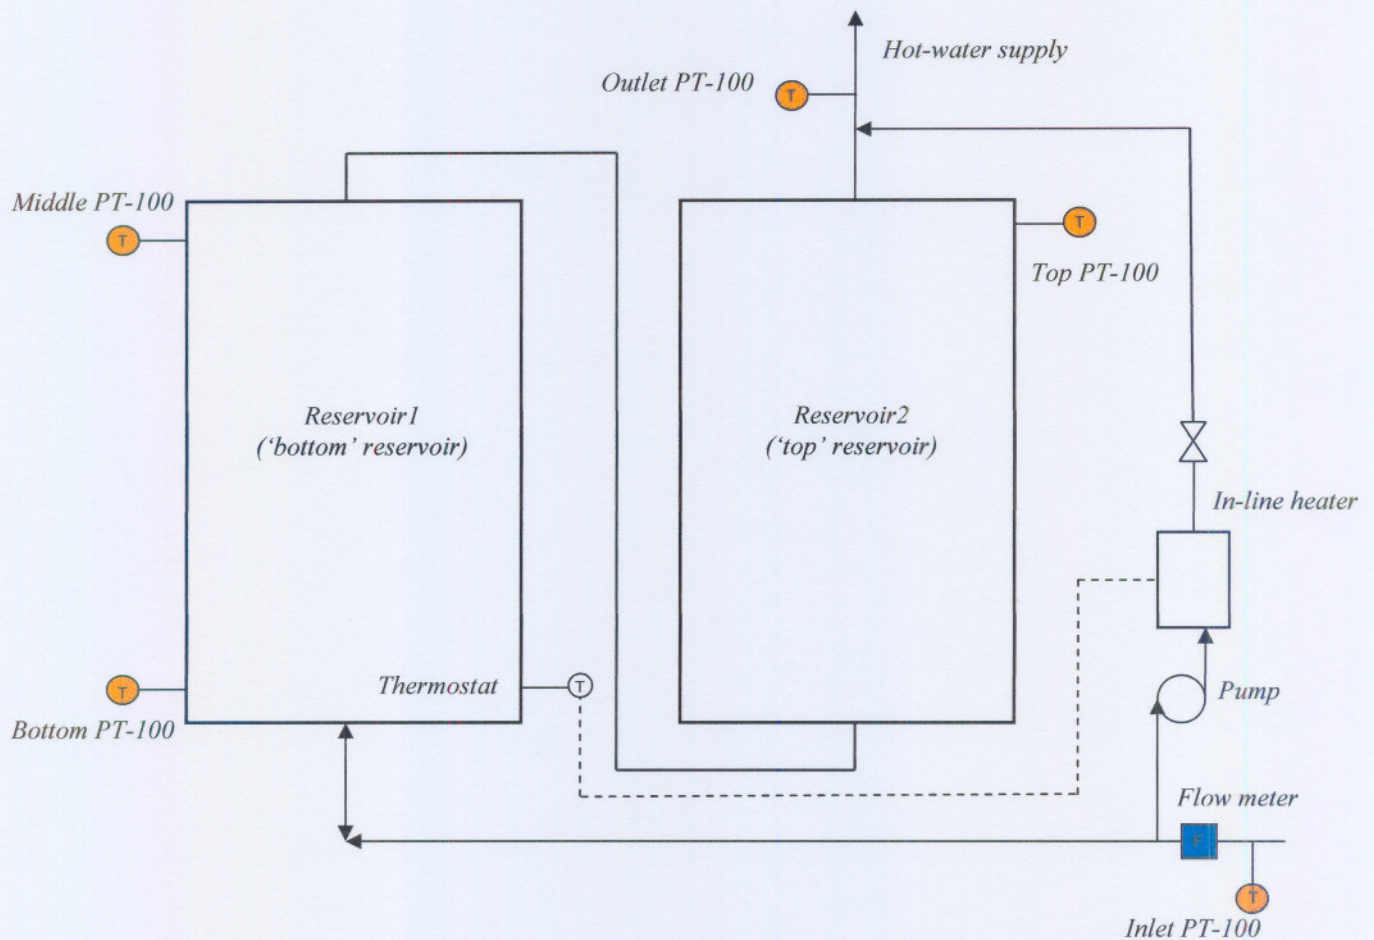 Hot-water supply
Outlet PT-100
T
Middle PT-100
T
T
Top PT-100
Reservoir1
('bottom' reservoir)
Reservoir2
('top' reservoir)
In-line heater
Thermostat
T
T
Bottom PT-100
Pump
Flow meter
F
T
Inlet PT-100